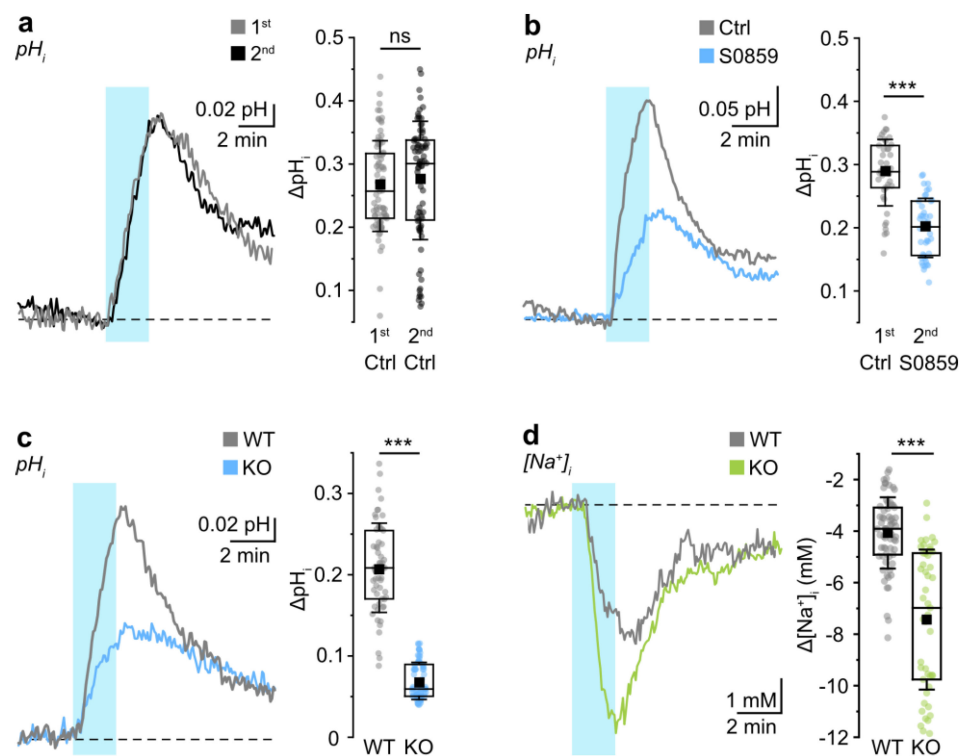 a
pHi
1st
2nd
0.02 pH
2 min
ns
ΔpHi
0.5
0.4
0.3
0.2
0.1
1st 2nd
Ctrl Ctrl
b
pHi
Ctrl
S0859
0.05 pH
2 min
***
ΔpHi
0.5
0.4
0.3
0.2
0.1
1st 2nd
Ctrl S0859
c
pHi
WT
KO
0.02 pH
2 min
***
ΔpHi
0.3
0.2
0.1
0
WT KO
d
[Na+]i
WT
KO
1 mM
2 min
***
Δ[Na+]i (mM)
-2
-4
-6
-8
-10
-12
WT KO